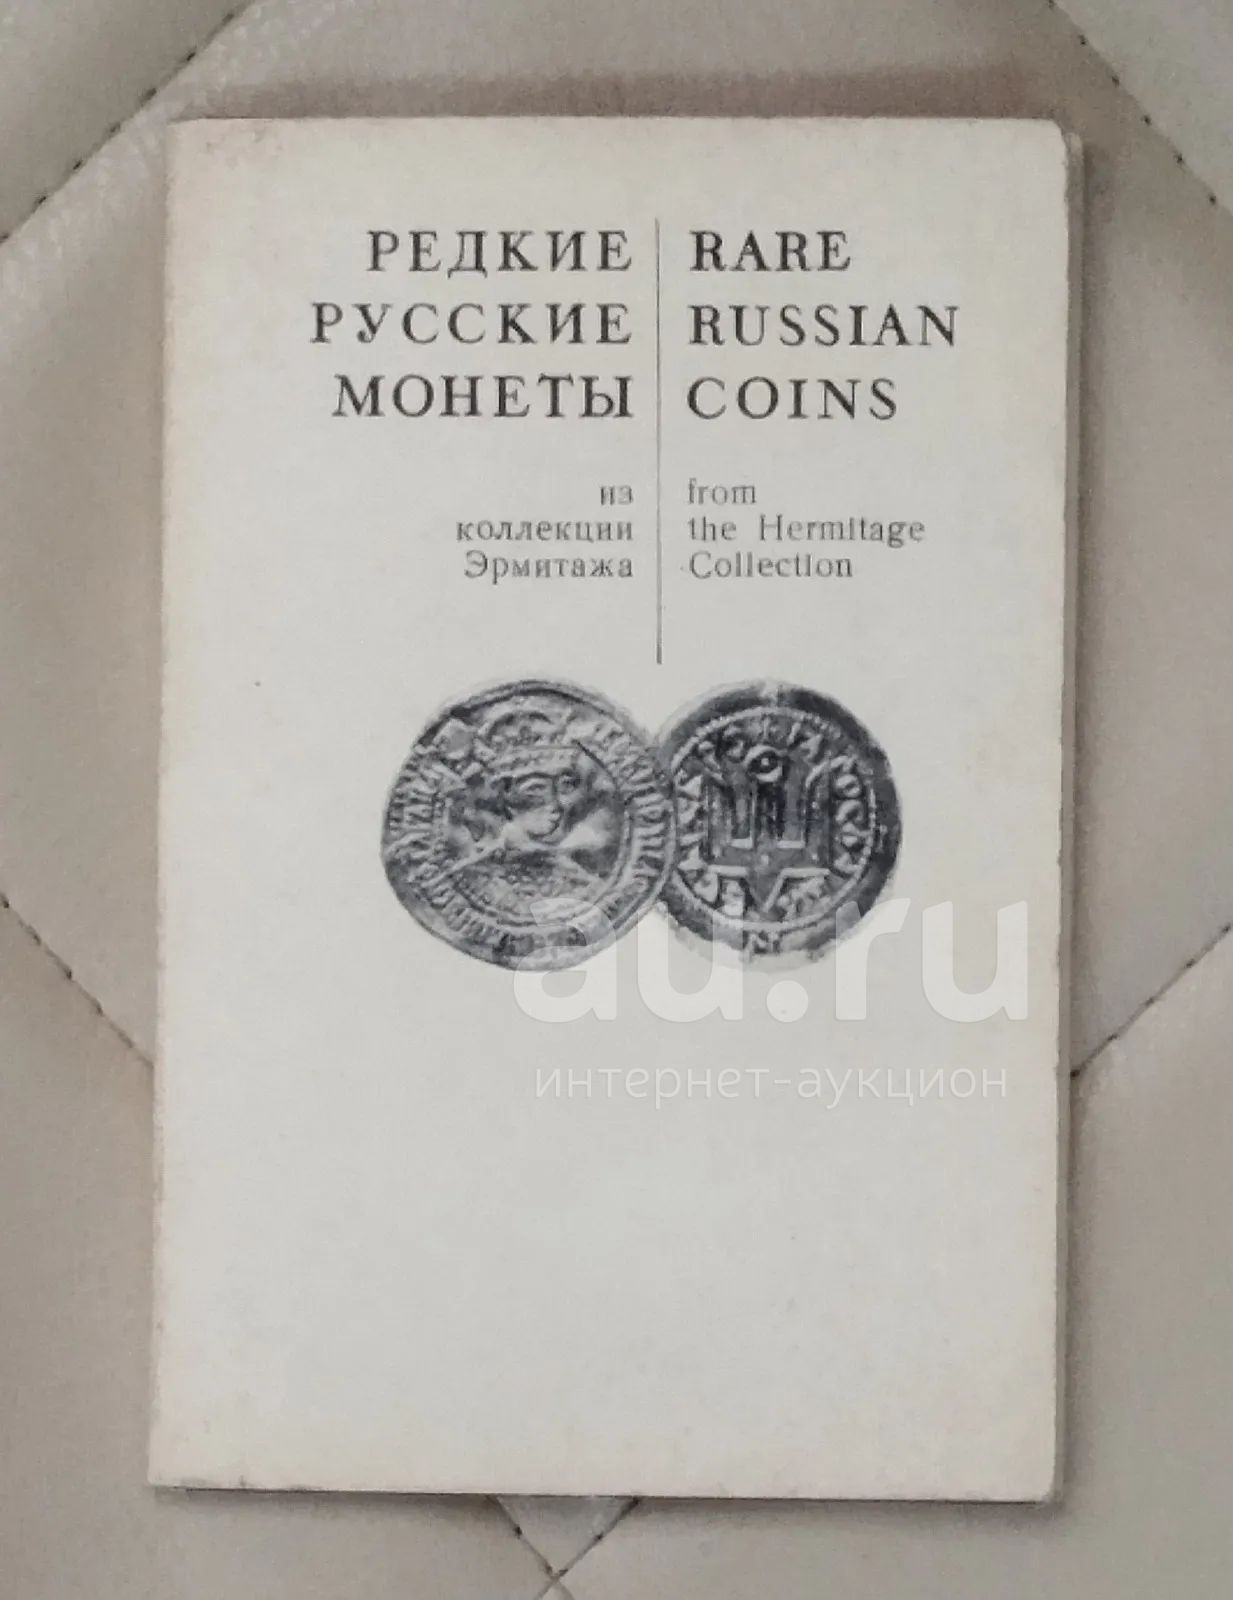 РЕДКИЕ
РУССКИЕ
МОНЕТЫ
из
коллекции
Эрмитажа
RARE
RUSSIAN
COINS
from
the Hermitage
Collection
au.ru
интернет-аукцион